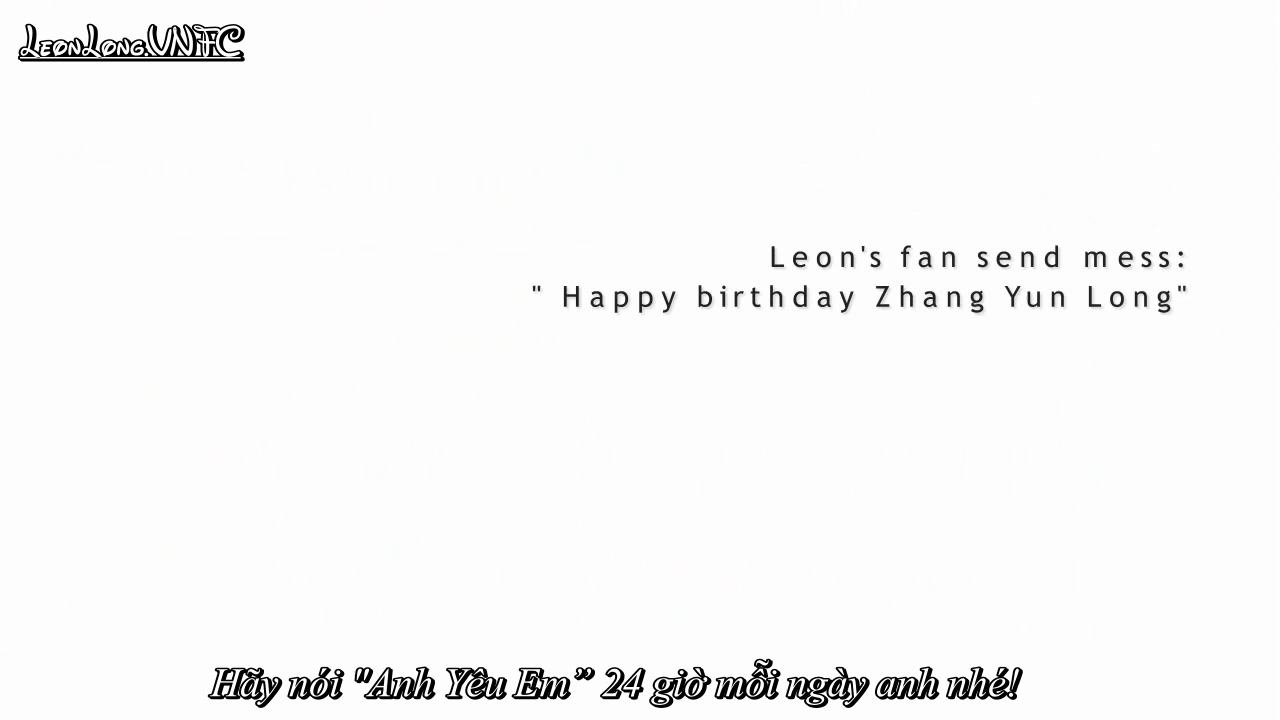 LeonLong.VNFC
Leon's fan send mess:
" Happy birthday Zhang Yun Long"
Hãy nói "Anh Yêu Em” 24 giờ mỗi ngày anh nhé!